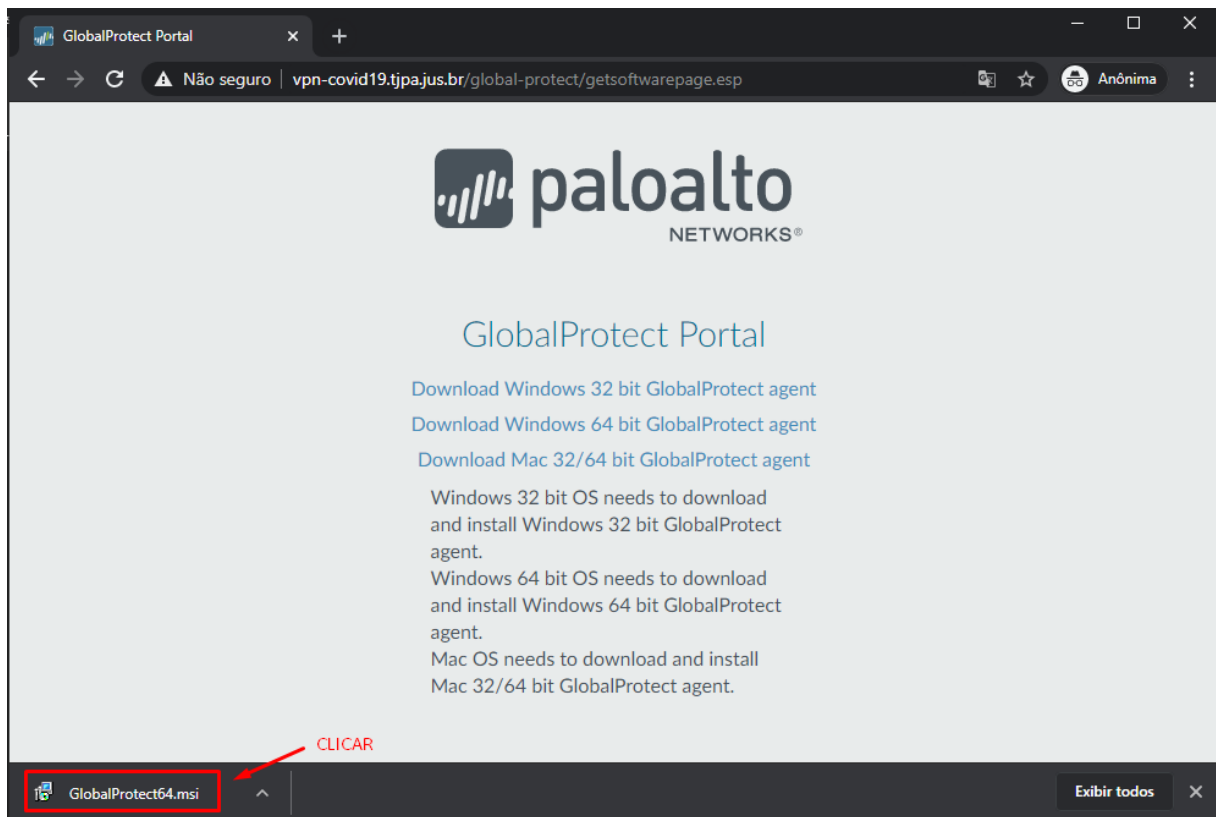 GlobalProtect Portal
Não seguro | vpn-covid19.tjpa.jus.br/global-protect/getsoftwarepage.esp
Anônima
paloalto
NETWORKS®
GlobalProtect Portal
Download Windows 32 bit GlobalProtect agent
Download Windows 64 bit GlobalProtect agent
Download Mac 32/64 bit GlobalProtect agent
Windows 32 bit OS needs to download
and install Windows 32 bit GlobalProtect
agent.
Windows 64 bit OS needs to download
and install Windows 64 bit GlobalProtect
agent.
Mac OS needs to download and install
Mac 32/64 bit GlobalProtect agent.
CLICAR
GlobalProtect64.msi
Exibir todos